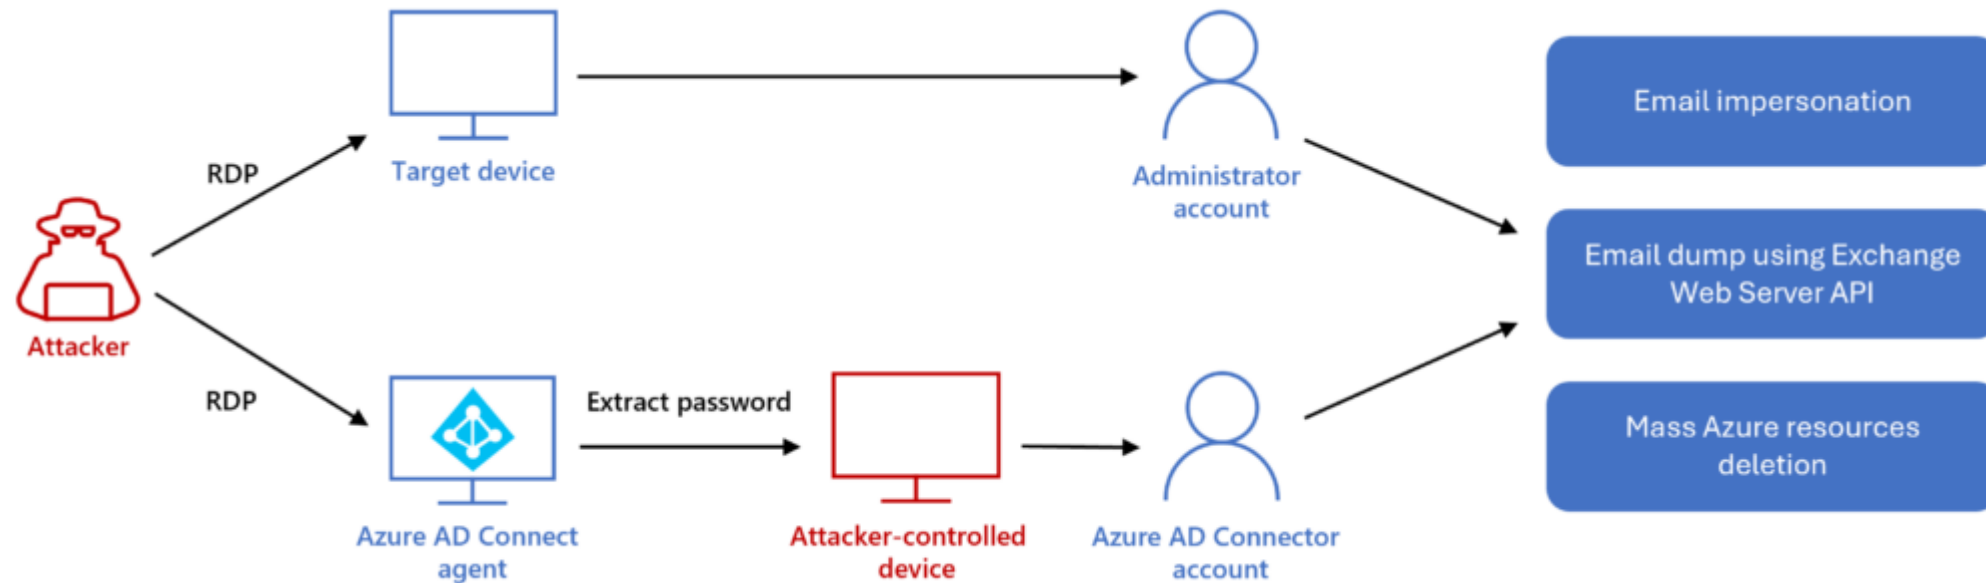 RDP
Target device
Administrator
account
Email impersonation
Email dump using Exchange
Web Server API
Attacker
RDP
Extract password
Azure AD Connect
agent
Attacker-controlled
device
Azure AD Connector
account
Mass Azure resources
deletion